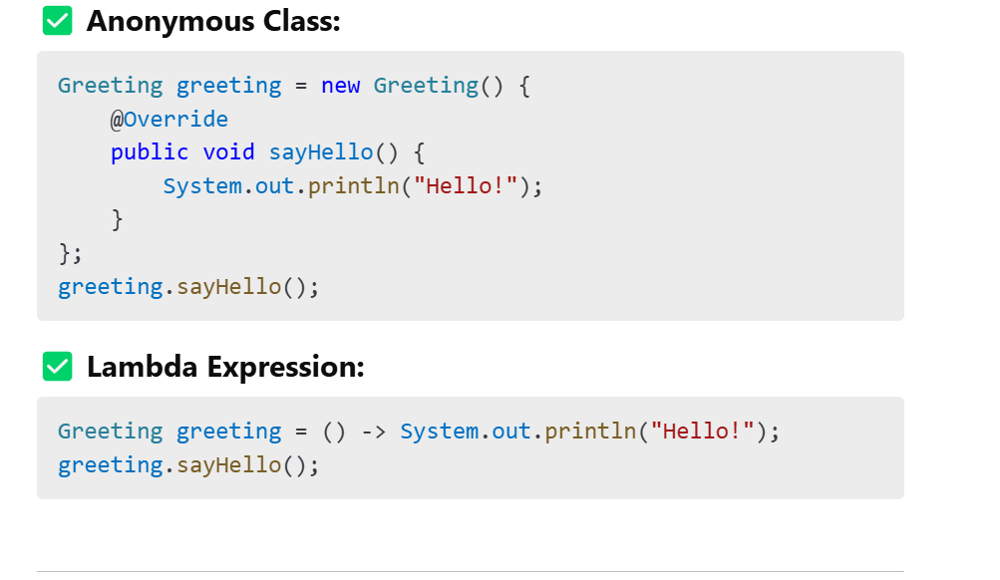 ✅ Anonymous Class:
Greeting greeting = new Greeting() {
    @Override
    public void sayHello() {
        System.out.println("Hello!");
    }
};
greeting.sayHello();
✅ Lambda Expression:
Greeting greeting = () -> System.out.println("Hello!");
greeting.sayHello();